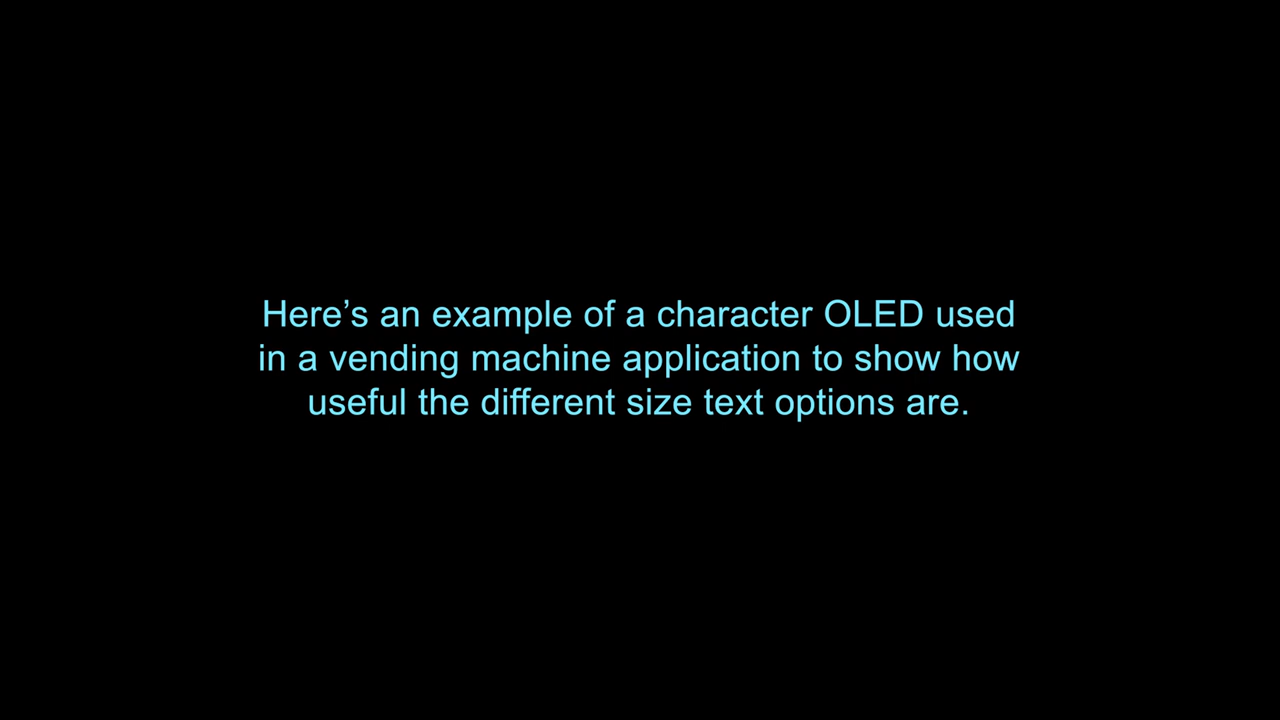 Here’s an example of a character OLED used
in a vending machine application to show how
useful the different size text options are.